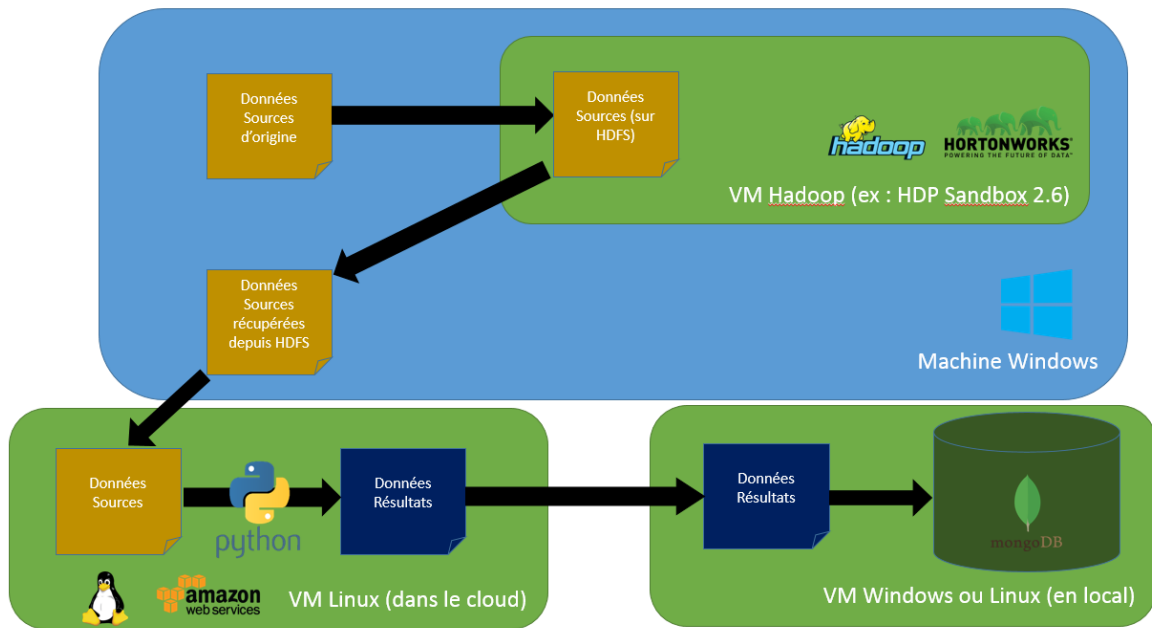 Données
Sources
d'origine
Données
Sources (sur
HDFS)
hadoop
HORTONWORKS
POWERING THE FUTURE OF DATA
VM Hadoop (ex : HDP Sandbox 2.6)
Données
Sources
récupérées
depuis HDFS
Machine Windows
Données
Sources
python
Données
Résultats
Données
Résultats
mongoDB
amazon
web services
VM Linux (dans le cloud)
VM Windows ou Linux (en local)